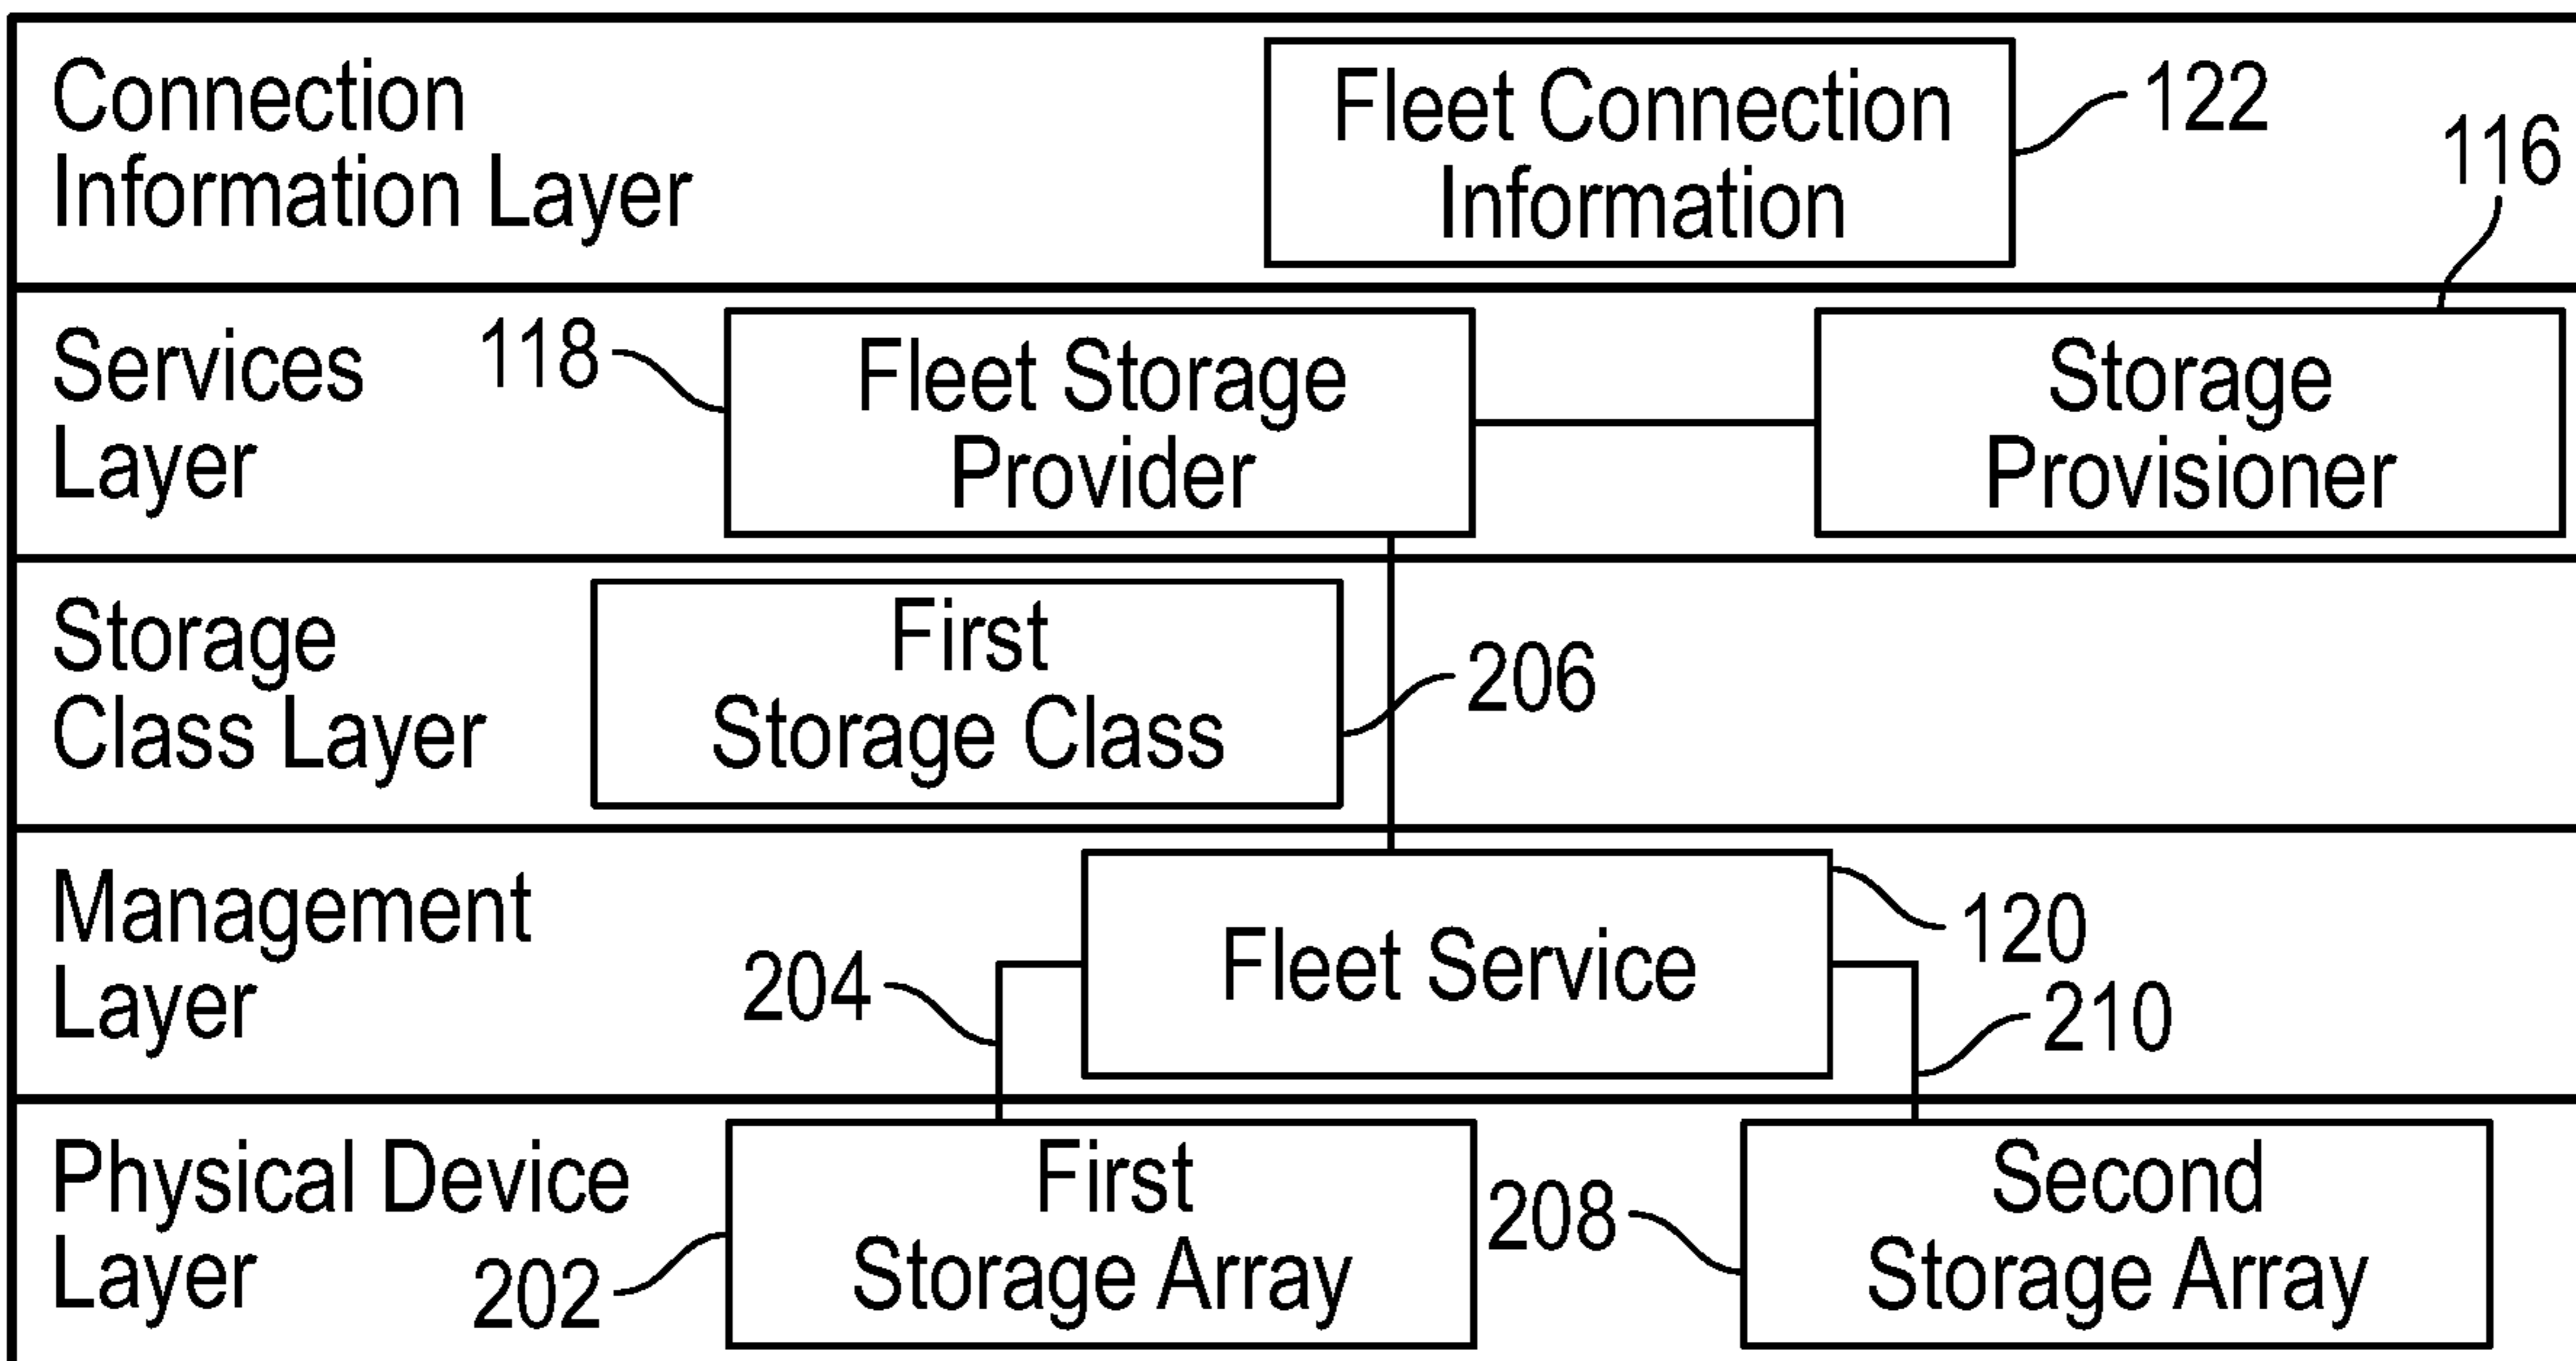 Connection
Information Layer
Fleet Connection
Information
122
116
Services
Layer
118
Fleet Storage
Provider
Storage
Provisioner
Storage
Class Layer
First
Storage Class
206
Management
Layer
204
Fleet Service
120
210
Physical Device
Layer
202
First
Storage Array
208
Second
Storage Array